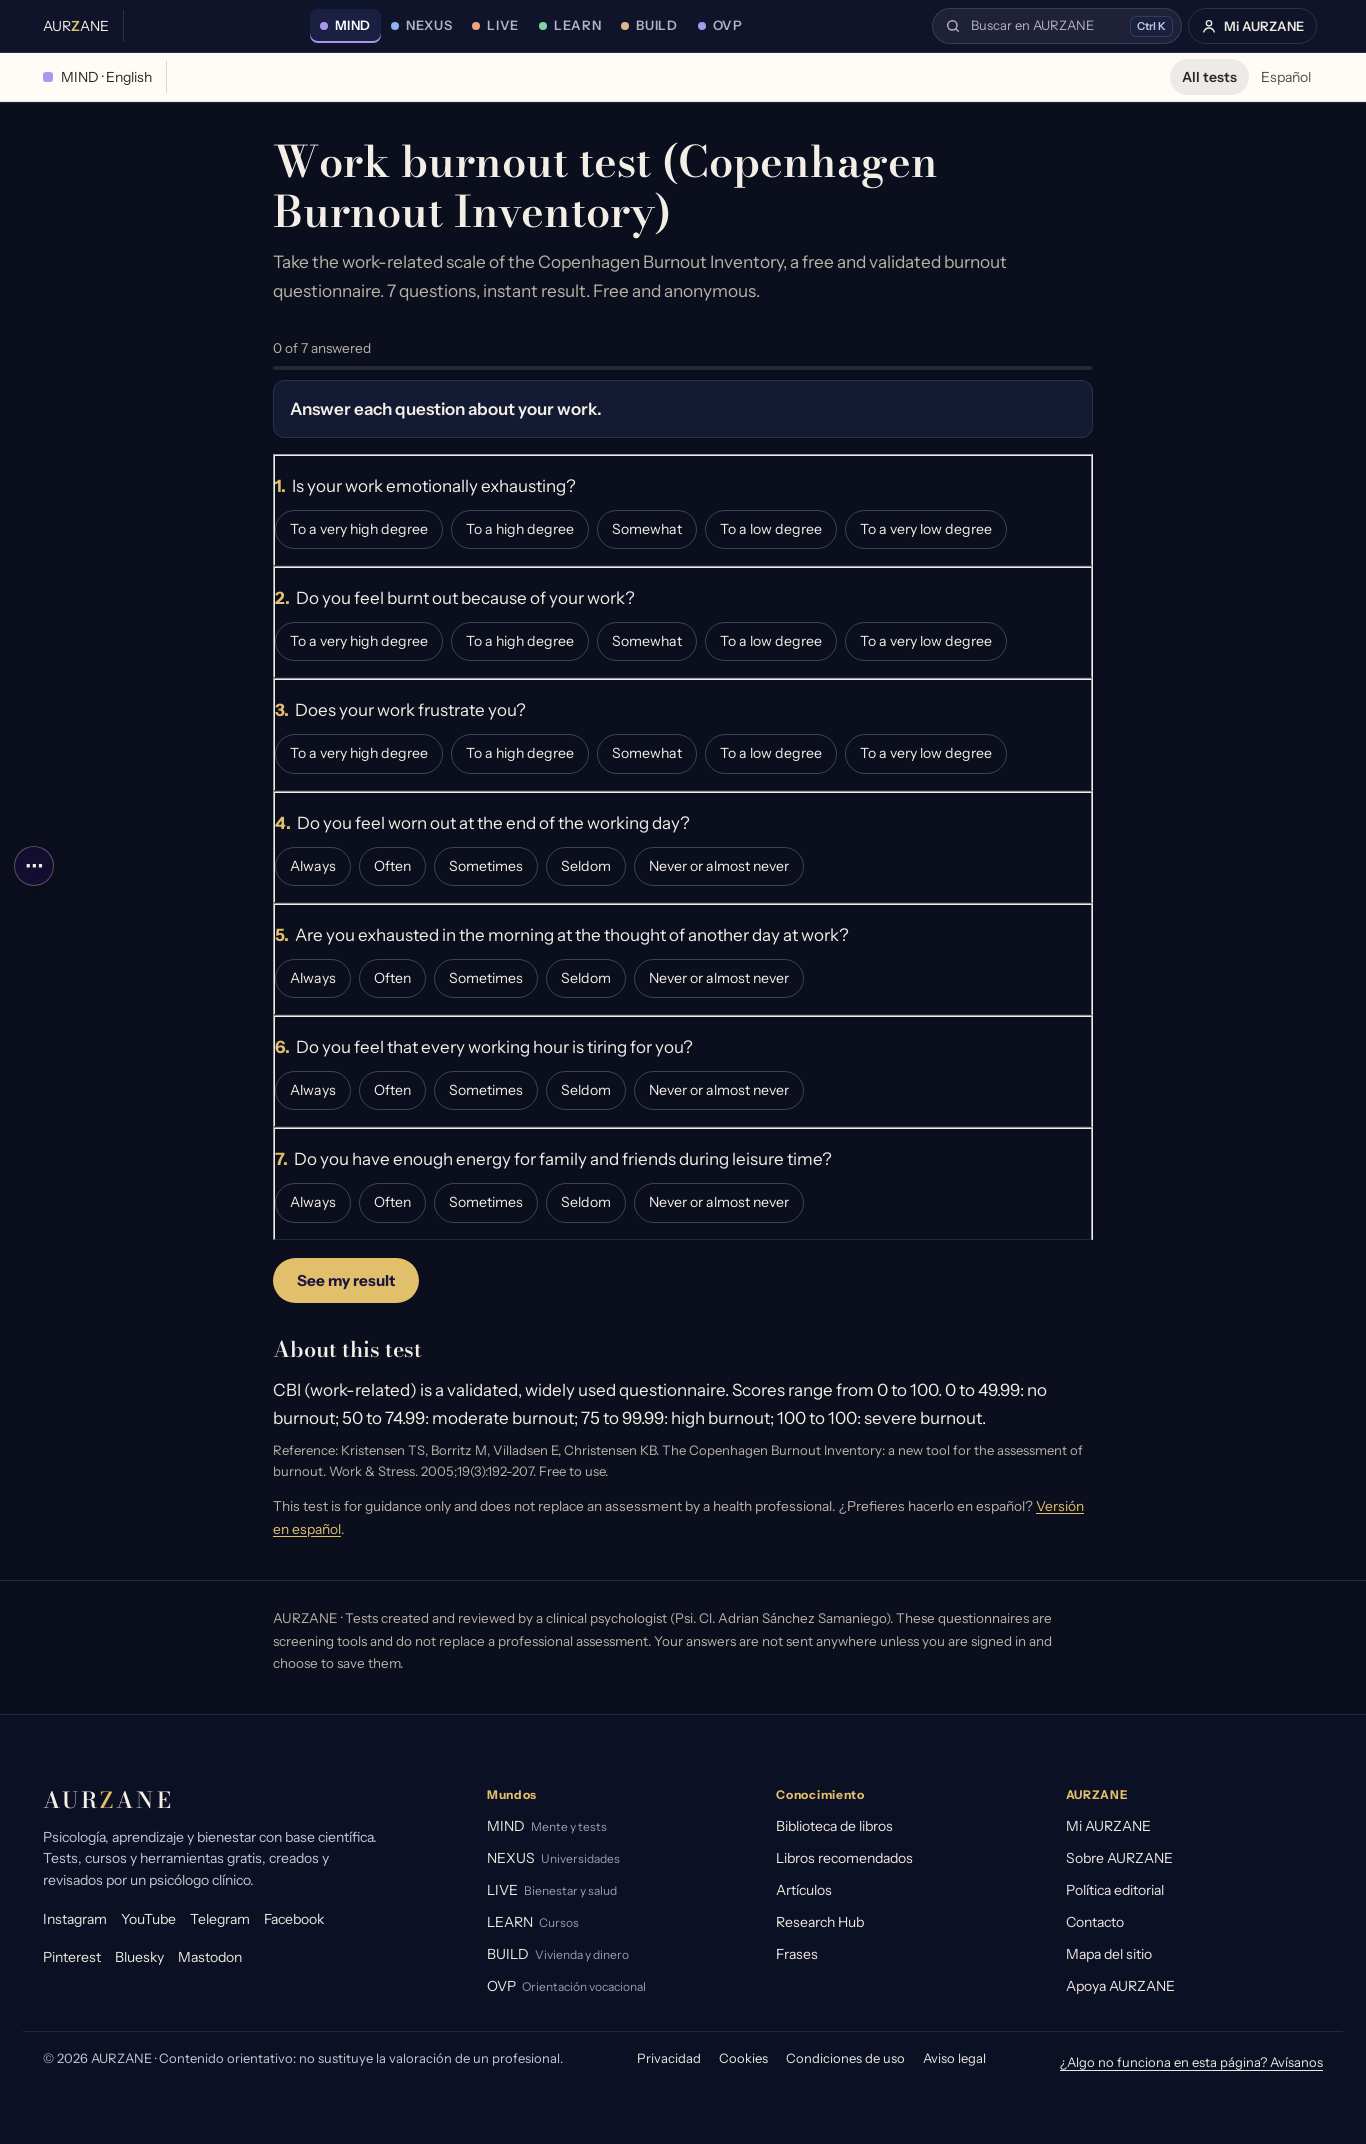 AURZANE
MIND
NEXUS
LIVE
LEARN
BUILD
OVP
Buscar en AURZANE
Ctrl K
Mi AURZANE
MIND · English
All tests
Español
Work burnout test (Copenhagen
Burnout Inventory)
Take the work-related scale of the Copenhagen Burnout Inventory, a free and validated burnout
questionnaire. 7 questions, instant result. Free and anonymous.
0 of 7 answered
Answer each question about your work.
1. Is your work emotionally exhausting?
To a very high degree
To a high degree
Somewhat
To a low degree
To a very low degree
2. Do you feel burnt out because of your work?
To a very high degree
To a high degree
Somewhat
To a low degree
To a very low degree
3. Does your work frustrate you?
To a very high degree
To a high degree
Somewhat
To a low degree
To a very low degree
4. Do you feel worn out at the end of the working day?
Always
Often
Sometimes
Seldom
Never or almost never
5. Are you exhausted in the morning at the thought of another day at work?
Always
Often
Sometimes
Seldom
Never or almost never
6. Do you feel that every working hour is tiring for you?
Always
Often
Sometimes
Seldom
Never or almost never
7. Do you have enough energy for family and friends during leisure time?
Always
Often
Sometimes
Seldom
Never or almost never
See my result
About this test
CBI (work-related) is a validated, widely used questionnaire. Scores range from 0 to 100. 0 to 49.99: no
burnout; 50 to 74.99: moderate burnout; 75 to 99.99: high burnout; 100 to 100: severe burnout.
Reference: Kristensen TS, Borritz M, Villadsen E, Christensen KB. The Copenhagen Burnout Inventory: a new tool for the assessment of
burnout. Work & Stress. 2005;19(3):192-207. Free to use.
This test is for guidance only and does not replace an assessment by a health professional. ¿Prefieres hacerlo en español? Versión
en español.
AURZANE · Tests created and reviewed by a clinical psychologist (Psi. Cl. Adrian Sánchez Samaniego). These questionnaires are
screening tools and do not replace a professional assessment. Your answers are not sent anywhere unless you are signed in and
choose to save them.
AURZANE
Psicología, aprendizaje y bienestar con base científica.
Tests, cursos y herramientas gratis, creados y
revisados por un psicólogo clínico.
Instagram YouTube Telegram Facebook
Pinterest Bluesky Mastodon
Mundos
MIND Mente y tests
NEXUS Universidades
LIVE Bienestar y salud
LEARN Cursos
BUILD Vivienda y dinero
OVP Orientación vocacional
Conocimiento
Biblioteca de libros
Libros recomendados
Artículos
Research Hub
Frases
AURZANE
Mi AURZANE
Sobre AURZANE
Política editorial
Contacto
Mapa del sitio
Apoya AURZANE
© 2026 AURZANE · Contenido orientativo: no sustituye la valoración de un profesional.
Privacidad
Cookies
Condiciones de uso
Aviso legal
¿Algo no funciona en esta página? Avísanos